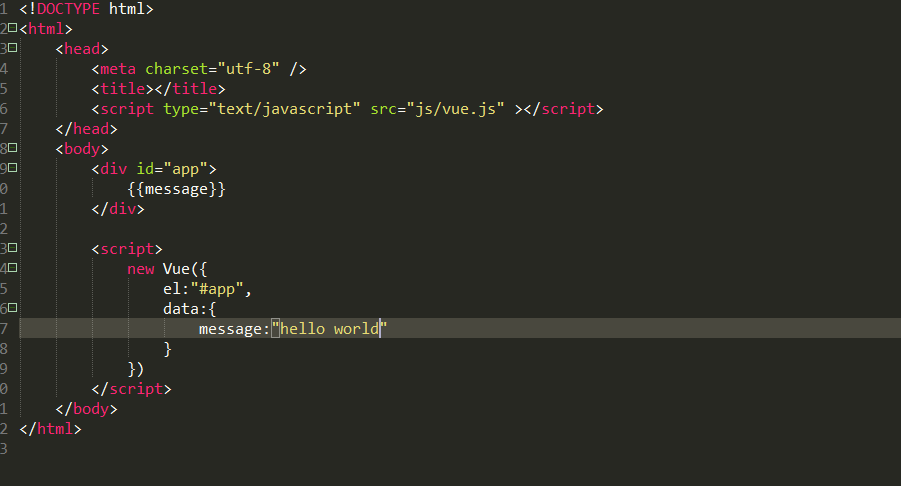 1 <!DOCTYPE html>
2 <html>
3 <head>
4 <meta charset="utf-8" />
5 <title></title>
6 <script type="text/javascript" src="js/vue.js" ></script>
7 </head>
8 <body>
9 <div id="app">
0 {{message}}
1 </div>
2
3 <script>
4 new Vue({
5 el:"#app",
6 data:{
7 message:"hello world"
8 }
9 })
0 </script>
1 </body>
2 </html>
3